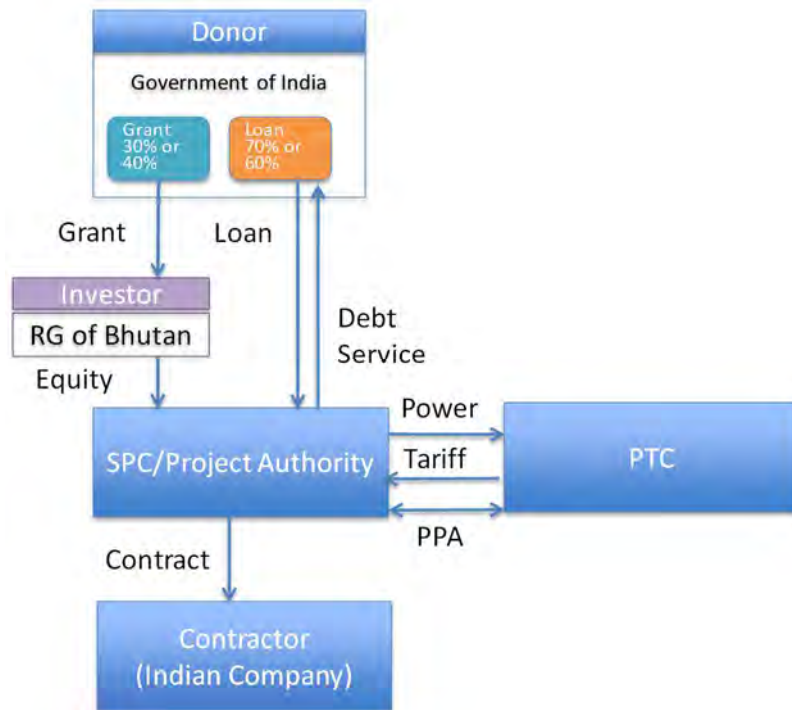 Donor
Government of India
Grant
30% or
40%
Loan
70% or
60%
Grant
Loan
Investor
RG of Bhutan
Debt
Service
Equity
SPC/Project Authority
Power
Tariff
PPA
PTC
Contract
Contractor
(Indian Company)